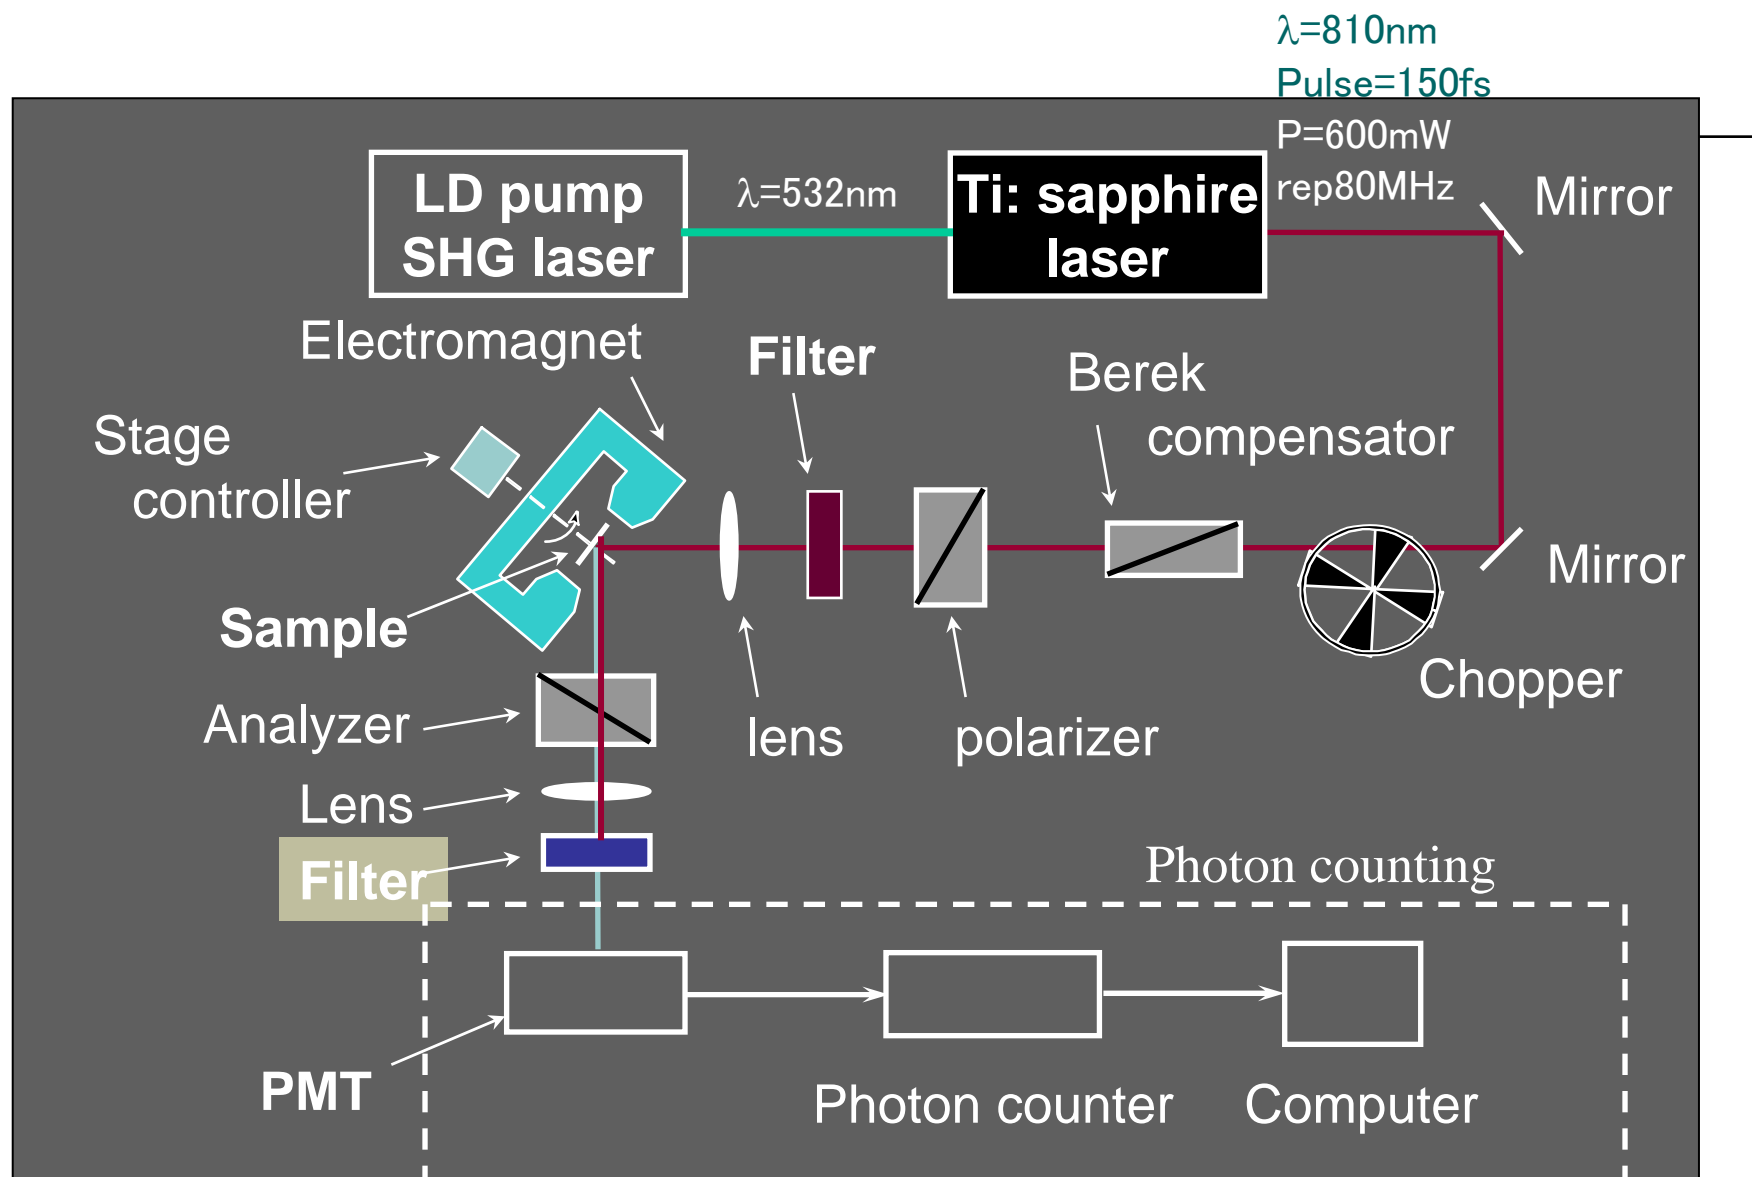 λ=810nm
Pulse=150fs
P=600mW
rep80MHz
LD pump
SHG laser
λ=532nm
Ti: sapphire
laser
Mirror
Electromagnet
Filter
Berek
compensator
Stage
controller
Mirror
Sample
Chopper
Analyzer
lens
polarizer
Lens
Filter
Photon counting
PMT
Photon counter
Computer